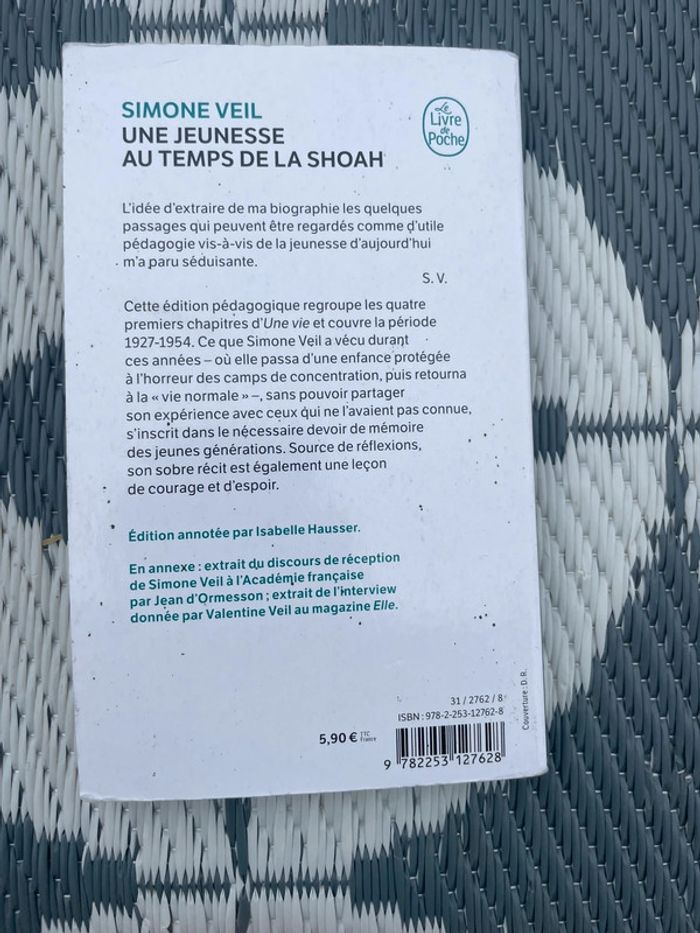 SIMONE VEIL
UNE JEUNESSE
AU TEMPS DE LA SHOAH
Le
Livre
de
Poche
L'idée d'extraire de ma biographie les quelques
passages qui peuvent être regardés comme d'utile
pédagogie vis-à-vis de la jeunesse d'aujourd'hui
m'a paru séduisante.
S. V.
Cette édition pédagogique regroupe les quatre
premiers chapitres d'Une vie et couvre la période
1927-1954. Ce que Simone Veil a vécu durant
ces années – où elle passa d'une enfance protégée
à l'horreur des camps de concentration, puis retourna
à la « vie normale » –, sans pouvoir partager
son expérience avec ceux qui ne l'avaient pas connue,
s'inscrit dans le nécessaire devoir de mémoire
des jeunes générations. Source de réflexions,
son sobre récit est également une leçon
de courage et d'espoir.
Édition annotée par Isabelle Hausser.
En annexe : extrait du discours de réception
de Simone Veil à l'Académie française
par Jean d'Ormesson ; extrait de l'interview
donnée par Valentine Veil au magazine Elle.
Couverture : D. R.
31 / 2762 / 8
ISBN : 978-2-253-12762-8
5,90 € TTC
France
9 782253 127628